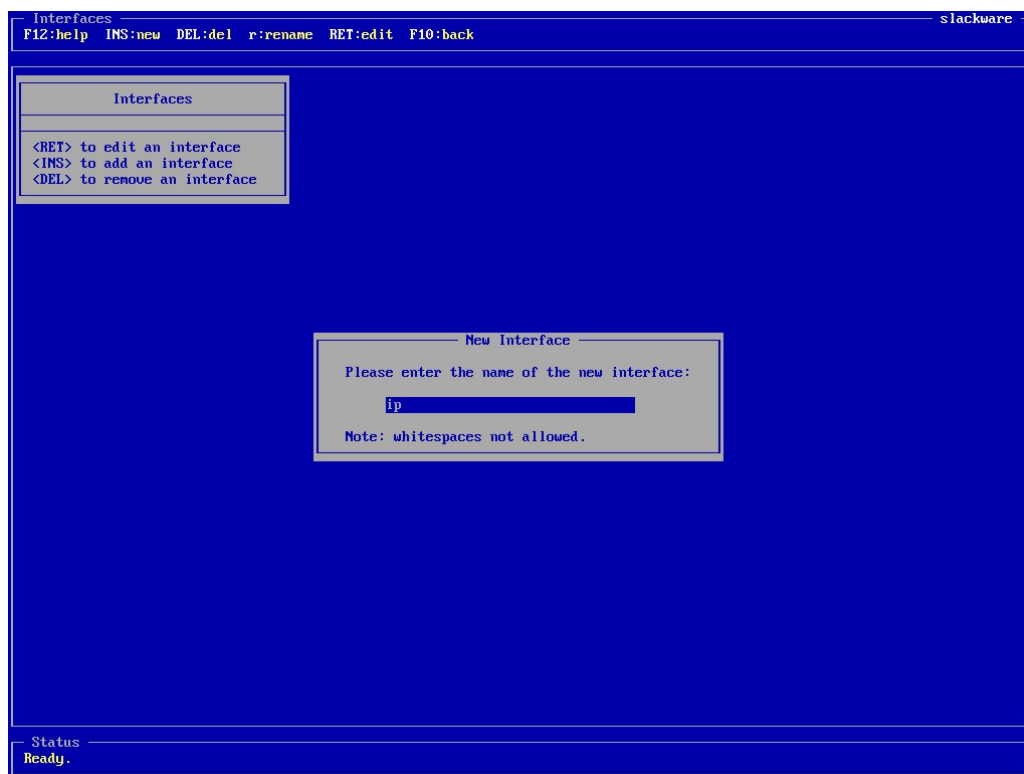 Interfaces slackware
F12:help INS:new DEL:del r:rename RET:edit F10:back
Interfaces
<RET> to edit an interface
<INS> to add an interface
<DEL> to remove an interface
New Interface
Please enter the name of the new interface:
ip
Note: whitespaces not allowed.
Status
Ready.